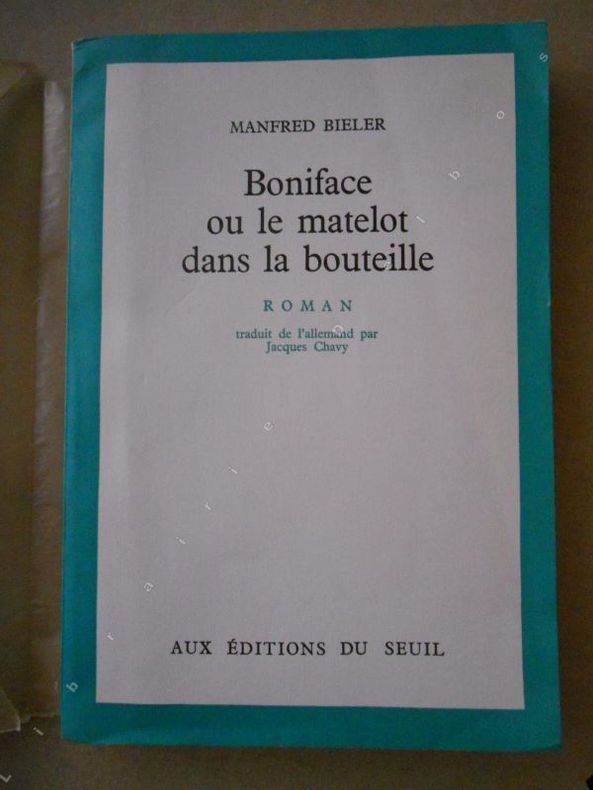 MANFRED BIELER
Boniface
ou le matelot
dans la bouteille
ROMAN
traduit de l'allemand par
Jacques Chavy
AUX ÉDITIONS DU SEUIL
Librairie